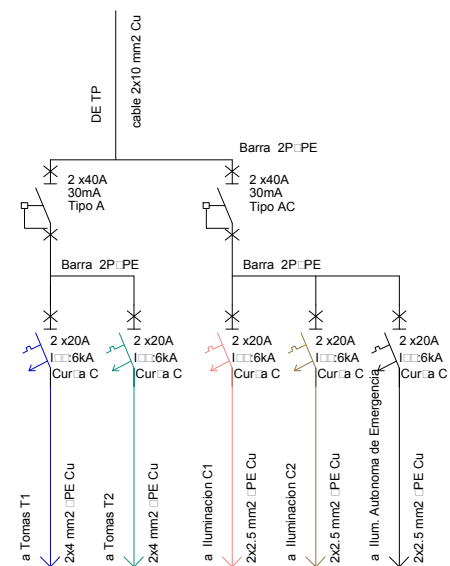 DE TP
cable 2x10 mm2 Cu
Barra 2P□PE
2 x40A
30mA
Tipo A
2 x40A
30mA
Tipo AC
Barra 2P□PE
Barra 2P□PE
2 x20A
I□□:6kA
Cur□a C
2 x20A
I□□:6kA
Cur□a C
2 x20A
I□□:6kA
Cur□a C
2 x20A
I□□:6kA
Cur□a C
2 x20A
I□□:6kA
Cur□a C
a Tomas T1
2x4 mm2 □PE Cu
a Tomas T2
2x4 mm2 □PE Cu
a Iluminacion C1
2x2.5 mm2 □PE Cu
a Iluminacion C2
2x2.5 mm2 □PE Cu
a Ilum. Autonoma de Emergencia
2x2.5 mm2 □PE Cu